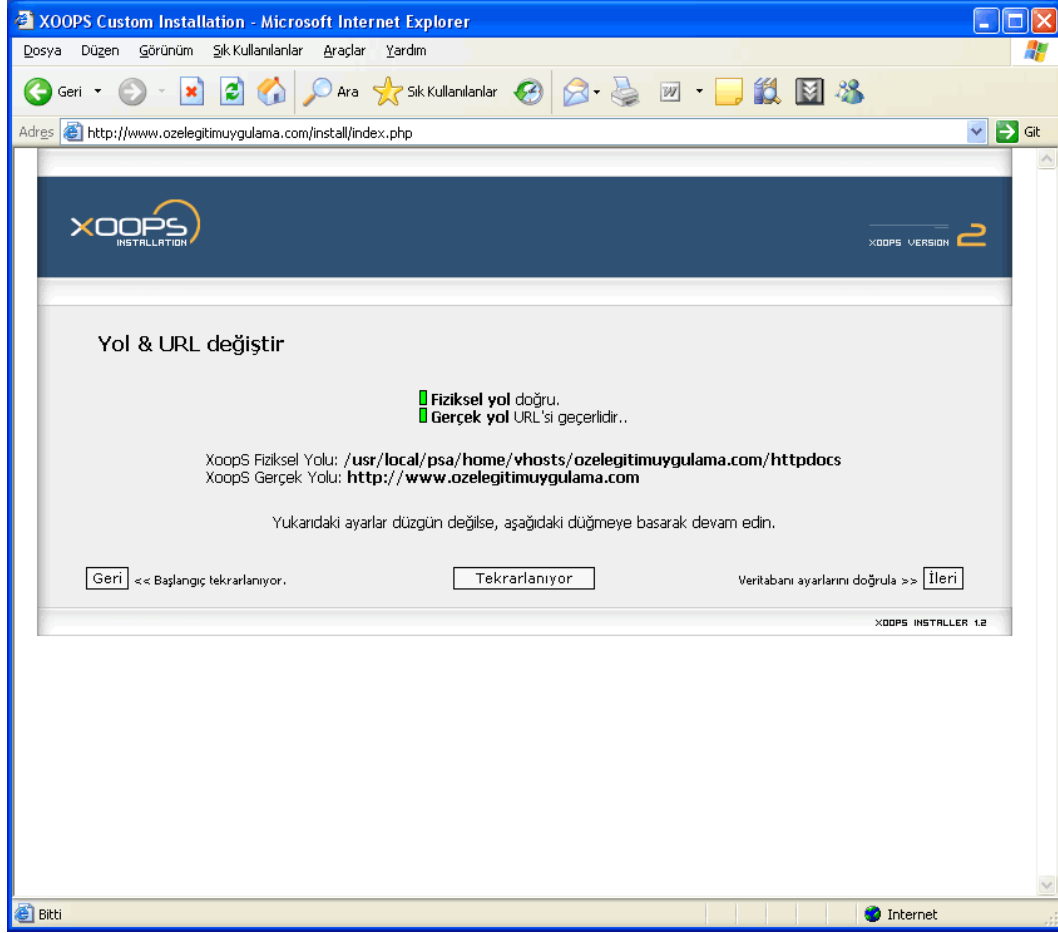 XOOPS Custom Installation - Microsoft Internet Explorer
Dosya Düzen Görünüm Sık Kullanılanlar Araçlar Yardım
Geri Ara Sık Kullanılanlar
Adres http://www.ozelegitimuygulama.com/install/index.php Git
XOOPS
INSTALLATION
XOOPS VERSION 2
Yol & URL değiştir
Fiziksel yol doğru.
Gerçek yol URL'si geçerlidir..
XoopS Fiziksel Yolu: /usr/local/psa/home/vhosts/ozelegitimuygulama.com/httpdocs
XoopS Gerçek Yolu: http://www.ozelegitimuygulama.com
Yukarıdaki ayarlar düzgün değilse, aşağıdaki düğmeye basarak devam edin.
Geri << Başlangıç tekrarlanıyor. Tekrarlanıyor Veritabanı ayarlarını doğrula >> İleri
XOOPS INSTALLER 1.2
Bitti Internet